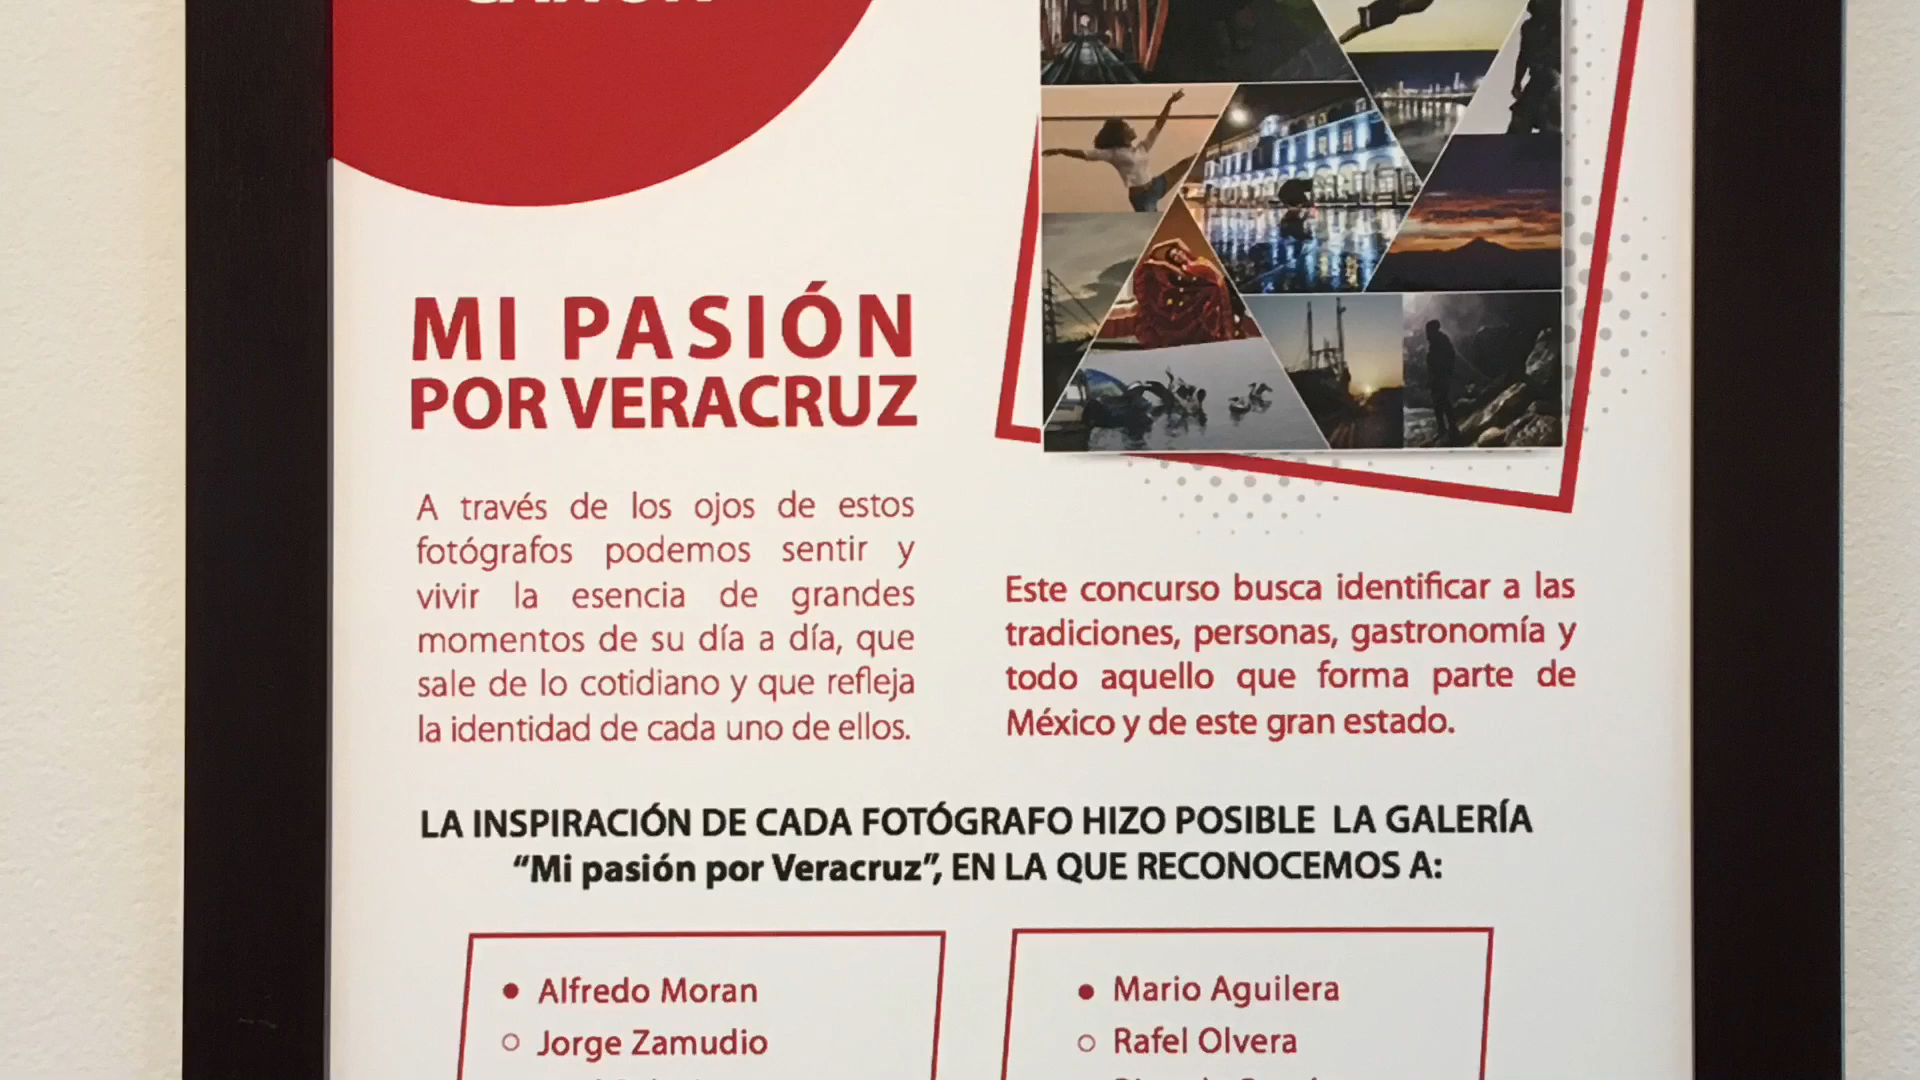 MI PASIÓN
POR VERACRUZ
A través de los ojos de estos
fotógrafos podemos sentir y
vivir la esencia de grandes
momentos de su día a día, que
sale de lo cotidiano y que refleja
la identidad de cada uno de ellos.
Este concurso busca identificar a las
tradiciones, personas, gastronomía y
todo aquello que forma parte de
México y de este gran estado.
LA INSPIRACIÓN DE CADA FOTÓGRAFO HIZO POSIBLE LA GALERÍA
“Mi pasión por Veracruz”, EN LA QUE RECONOCEMOS A:
Alfredo Moran
Jorge Zamudio
Mario Aguilera
Rafel Olvera